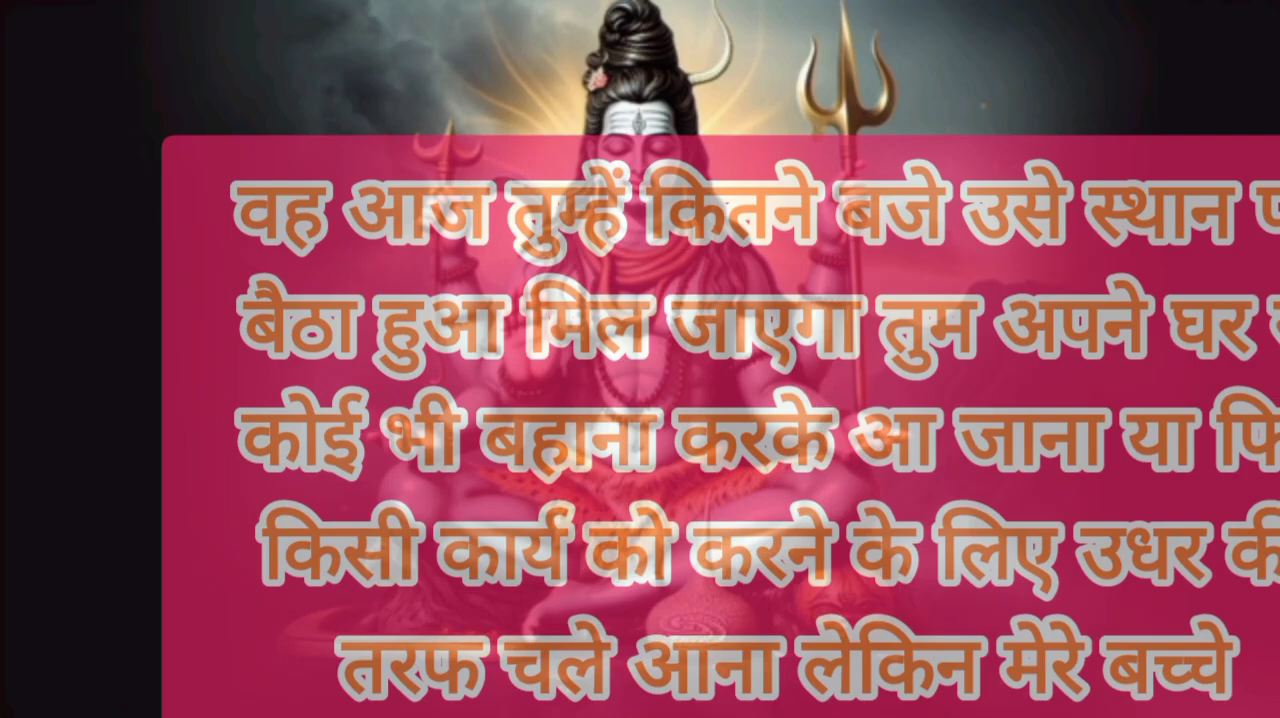 वह आज तुम्हें कितने बजे उसे स्थान
बैठा हुआ मिल जाएगा तुम अपने घर
कोई भी बहाना करके आ जाना या
किसी कार्य को करने के लिए उधर की
तरफ चले आना लेकिन मेरे बच्चे